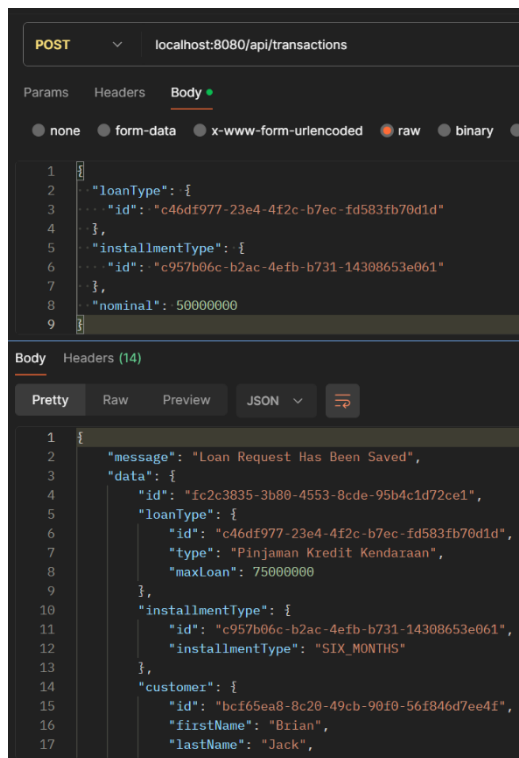 POST localhost:8080/api/transactions
Params Headers Body
none form-data x-www-form-urlencoded raw binary
1 {
2 "loanType": {
3 "id": "c46df977-23e4-4f2c-b7ec-fd583fb70d1d"
4 },
5 "installmentType": {
6 "id": "c957b06c-b2ac-4efb-b731-14308653e061"
7 },
8 "nominal": 50000000
9 }
Body Headers (14)
Pretty Raw Preview JSON
1 {
2 "message": "Loan Request Has Been Saved",
3 "data": {
4 "id": "fc2c3835-3b80-4553-8cde-95b4c1d72ce1",
5 "loanType": {
6 "id": "c46df977-23e4-4f2c-b7ec-fd583fb70d1d",
7 "type": "Pinjaman Kredit Kendaraan",
8 "maxLoan": 75000000
9 },
10 "installmentType": {
11 "id": "c957b06c-b2ac-4efb-b731-14308653e061",
12 "installmentType": "SIX_MONTHS"
13 },
14 "customer": {
15 "id": "bcf65ea8-8c20-49cb-90f0-56f846d7ee4f",
16 "firstName": "Brian",
17 "lastName": "Jack",